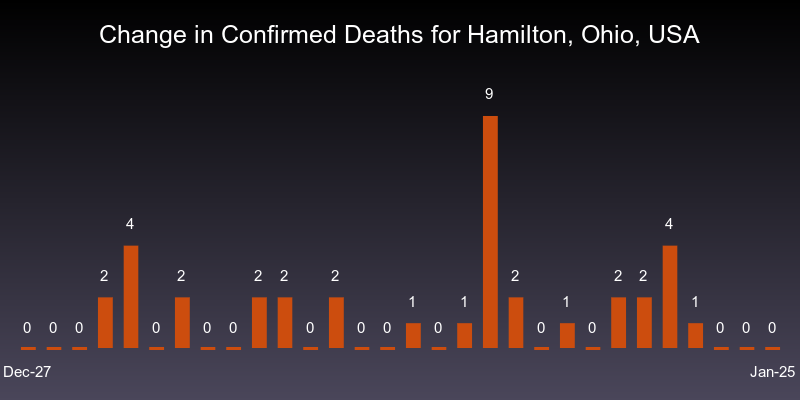 Change in Confirmed Deaths for Hamilton, Ohio, USA
0 0 0 2 4 0 2 0 0 2 2 0 2 0 0 1 0 1 9 2 0 1 0 2 2 4 1 0 0 0
Dec-27 Jan-25